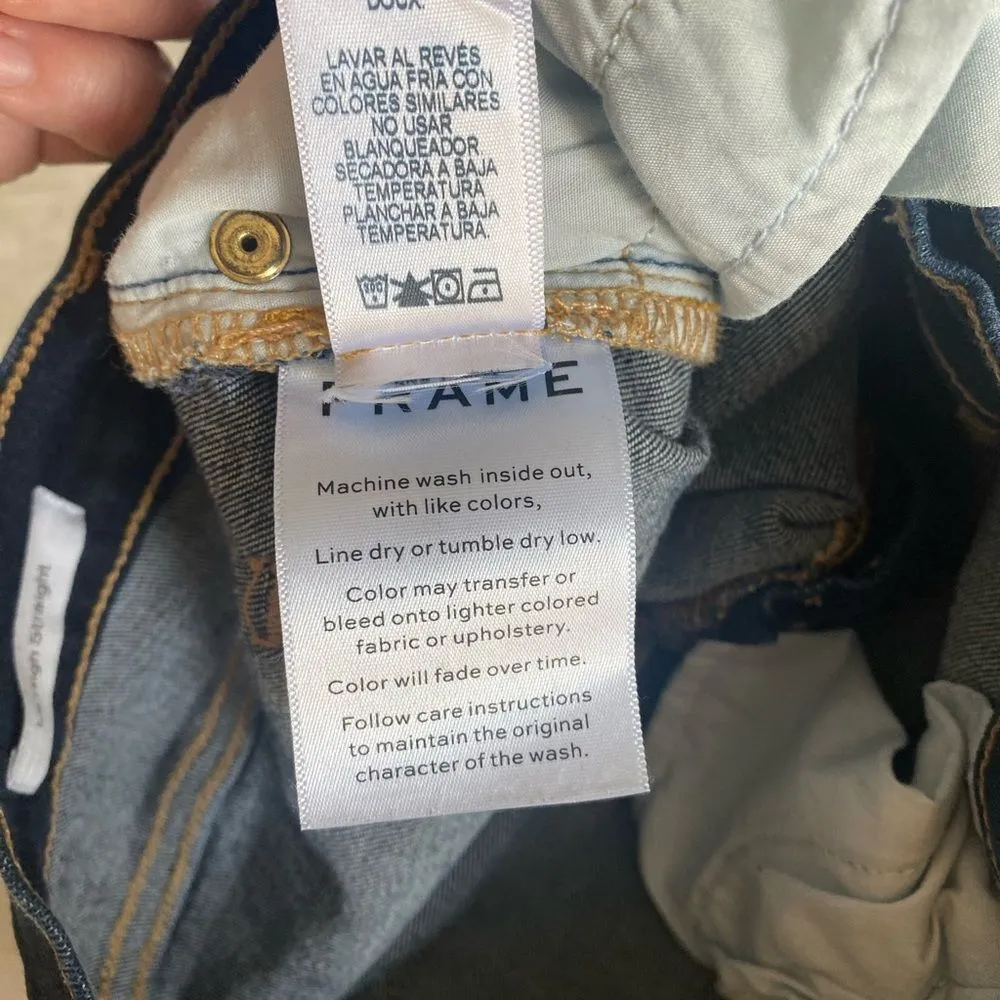 DOUX
LAVAR AL REVÉS
EN AGUA FRIA CON
COLORES SIMILARES
NO USAR
BLANQUEADOR
SECADORA A BAJA
TEMPERATURA
PLANCHAR A BAJA
TEMPERATURA.
FRAME
Machine wash inside out,
with like colors,
Line dry or tumble dry low.
Color may transfer or
bleed onto lighter colored
fabric or upholstery.
Color will fade over time.
Follow care instructions
to maintain the original
character of the wash.
High Straight